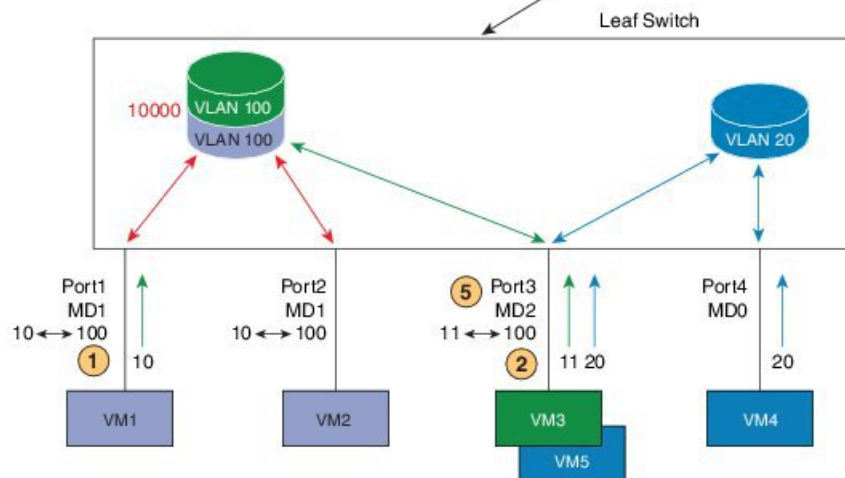 Leaf Switch
10000
VLAN 100
VLAN 100
VLAN 20
Port1
MD1
10 100
1
10
Port2
MD1
10 100
5
Port3
MD2
11 100
2
11 20
Port4
MD0
20
VM1
VM2
VM3
VM4
VM5